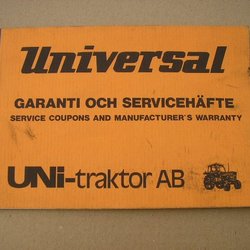 Universal
GARANTI OCH SERVICEHÄFTE
SERVICE COUPONS AND MANUFACTURER'S WARRANTY
UNi-traktor AB